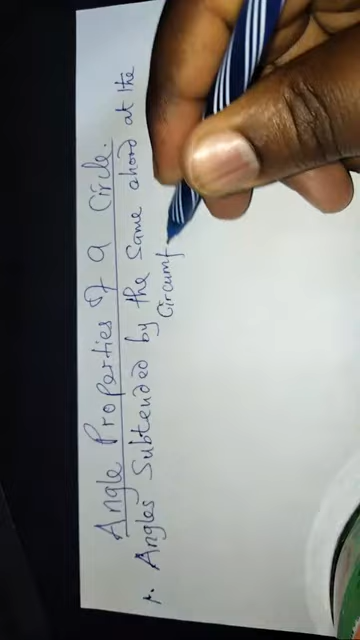 Angle Properties of a Circle.
1. Angles Subtended by the Same chord at the
Circumf